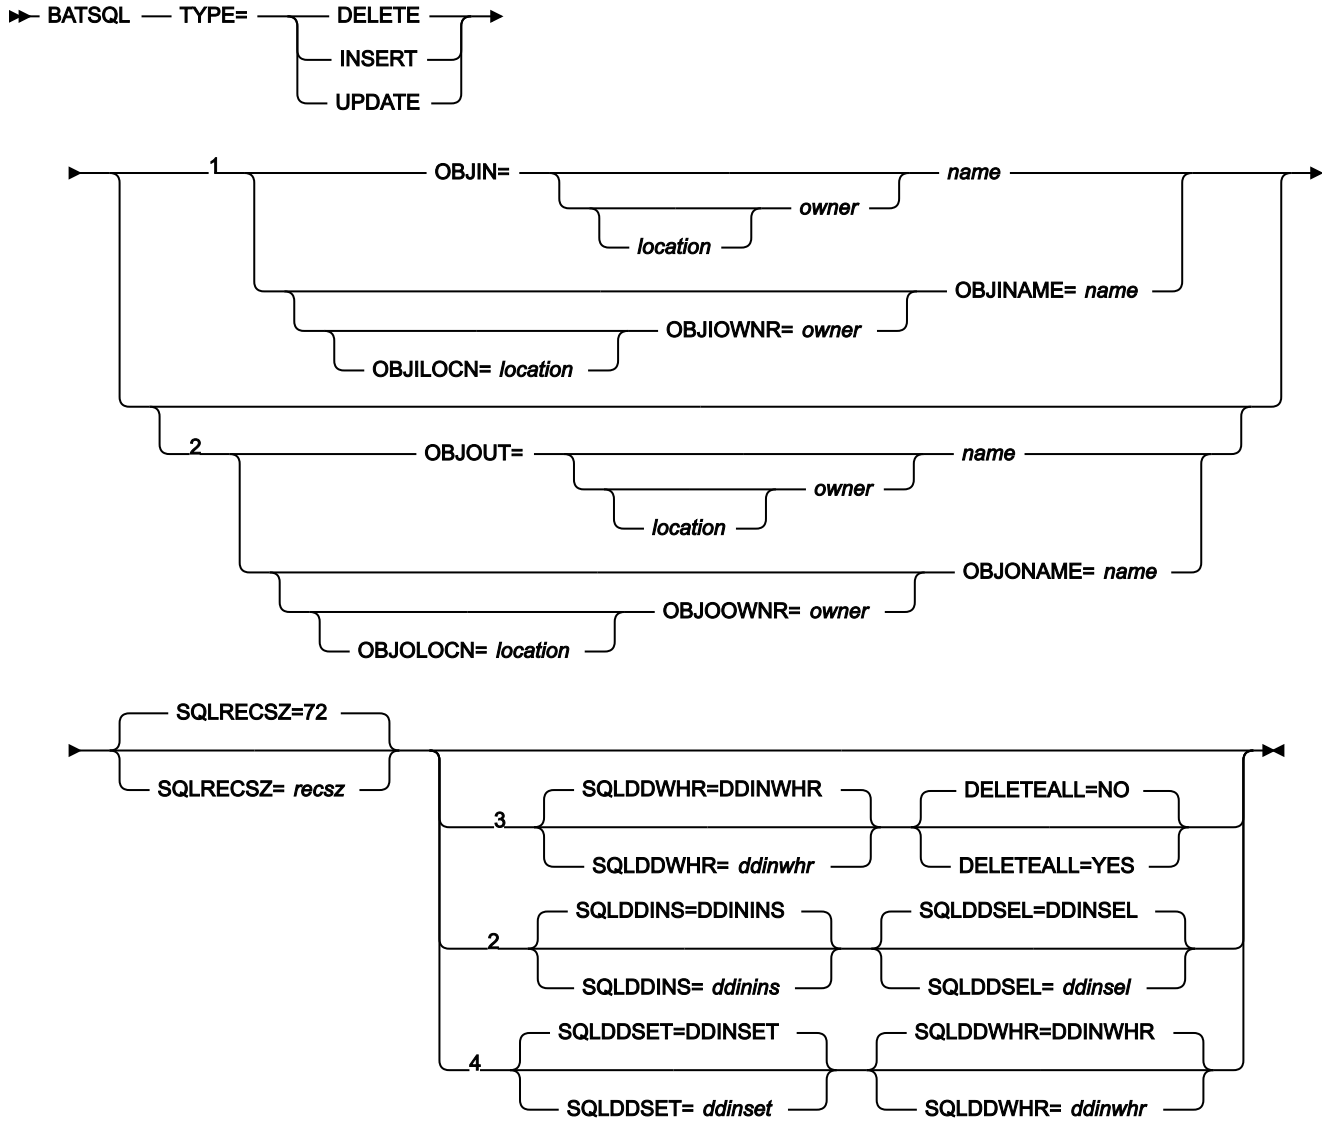 BATSQL TYPE= DELETE
INSERT
UPDATE
1 OBJIN= name
owner
location
OBJINAME= name
OBJIOWNR= owner
OBJILOCN= location
2 OBJOUT= name
owner
location
OBJONAME= name
OBJOOWNR= owner
OBJOLOCN= location
SQLRECSZ=72
SQLRECSZ= recsz
SQLDDWHR=DDINWHR DELETEALL=NO
3
SQLDDWHR= ddinwhr DELETEALL=YES
SQLDDINS=DDININS SQLDDSEL=DDINSEL
2
SQLDDINS= ddinins SQLDDSEL= ddinsel
SQLDDSET=DDINSET SQLDDWHR=DDINWHR
4
SQLDDSET= ddinset SQLDDWHR= ddinwhr